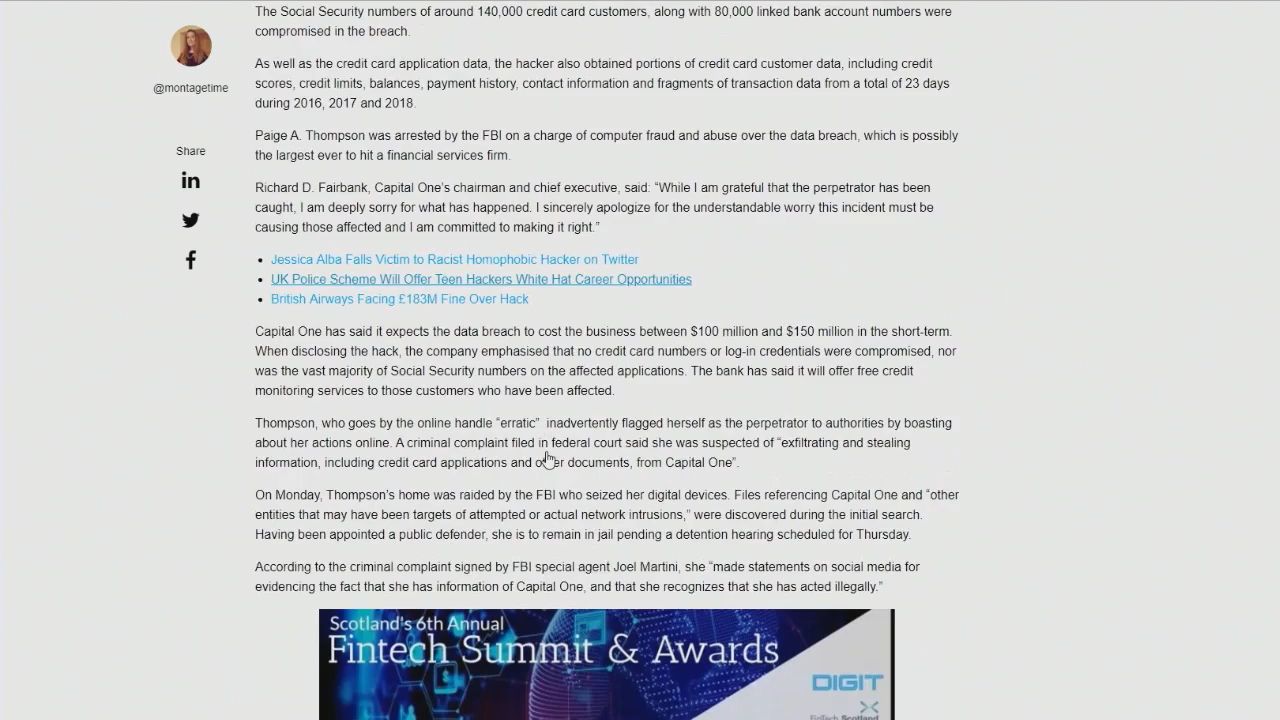 The Social Security numbers of around 140,000 credit card customers, along with 80,000 linked bank account numbers were
compromised in the breach.
@montagetime
As well as the credit card application data, the hacker also obtained portions of credit card customer data, including credit
scores, credit limits, balances, payment history, contact information and fragments of transaction data from a total of 23 days
during 2016, 2017 and 2018.
Paige A. Thompson was arrested by the FBI on a charge of computer fraud and abuse over the data breach, which is possibly
the largest ever to hit a financial services firm.
Share
in
Richard D. Fairbank, Capital One’s chairman and chief executive, said: “While I am grateful that the perpetrator has been
caught, I am deeply sorry for what has happened. I sincerely apologize for the understandable worry this incident must be
causing those affected and I am committed to making it right.”
f
• Jessica Alba Falls Victim to Racist Homophobic Hacker on Twitter
• UK Police Scheme Will Offer Teen Hackers White Hat Career Opportunities
• British Airways Facing £183M Fine Over Hack
Capital One has said it expects the data breach to cost the business between $100 million and $150 million in the short-term.
When disclosing the hack, the company emphasised that no credit card numbers or log-in credentials were compromised, nor
was the vast majority of Social Security numbers on the affected applications. The bank has said it will offer free credit
monitoring services to those customers who have been affected.
Thompson, who goes by the online handle “erratic” inadvertently flagged herself as the perpetrator to authorities by boasting
about her actions online. A criminal complaint filed in federal court said she was suspected of “exfiltrating and stealing
information, including credit card applications and other documents, from Capital One”.
On Monday, Thompson’s home was raided by the FBI who seized her digital devices. Files referencing Capital One and “other
entities that may have been targets of attempted or actual network intrusions,” were discovered during the initial search.
Having been appointed a public defender, she is to remain in jail pending a detention hearing scheduled for Thursday.
According to the criminal complaint signed by FBI special agent Joel Martini, she “made statements on social media for
evidencing the fact that she has information of Capital One, and that she recognizes that she has acted illegally.”
Scotland's 6th Annual
Fintech Summit & Awards
DIGIT
FinTech Scotland